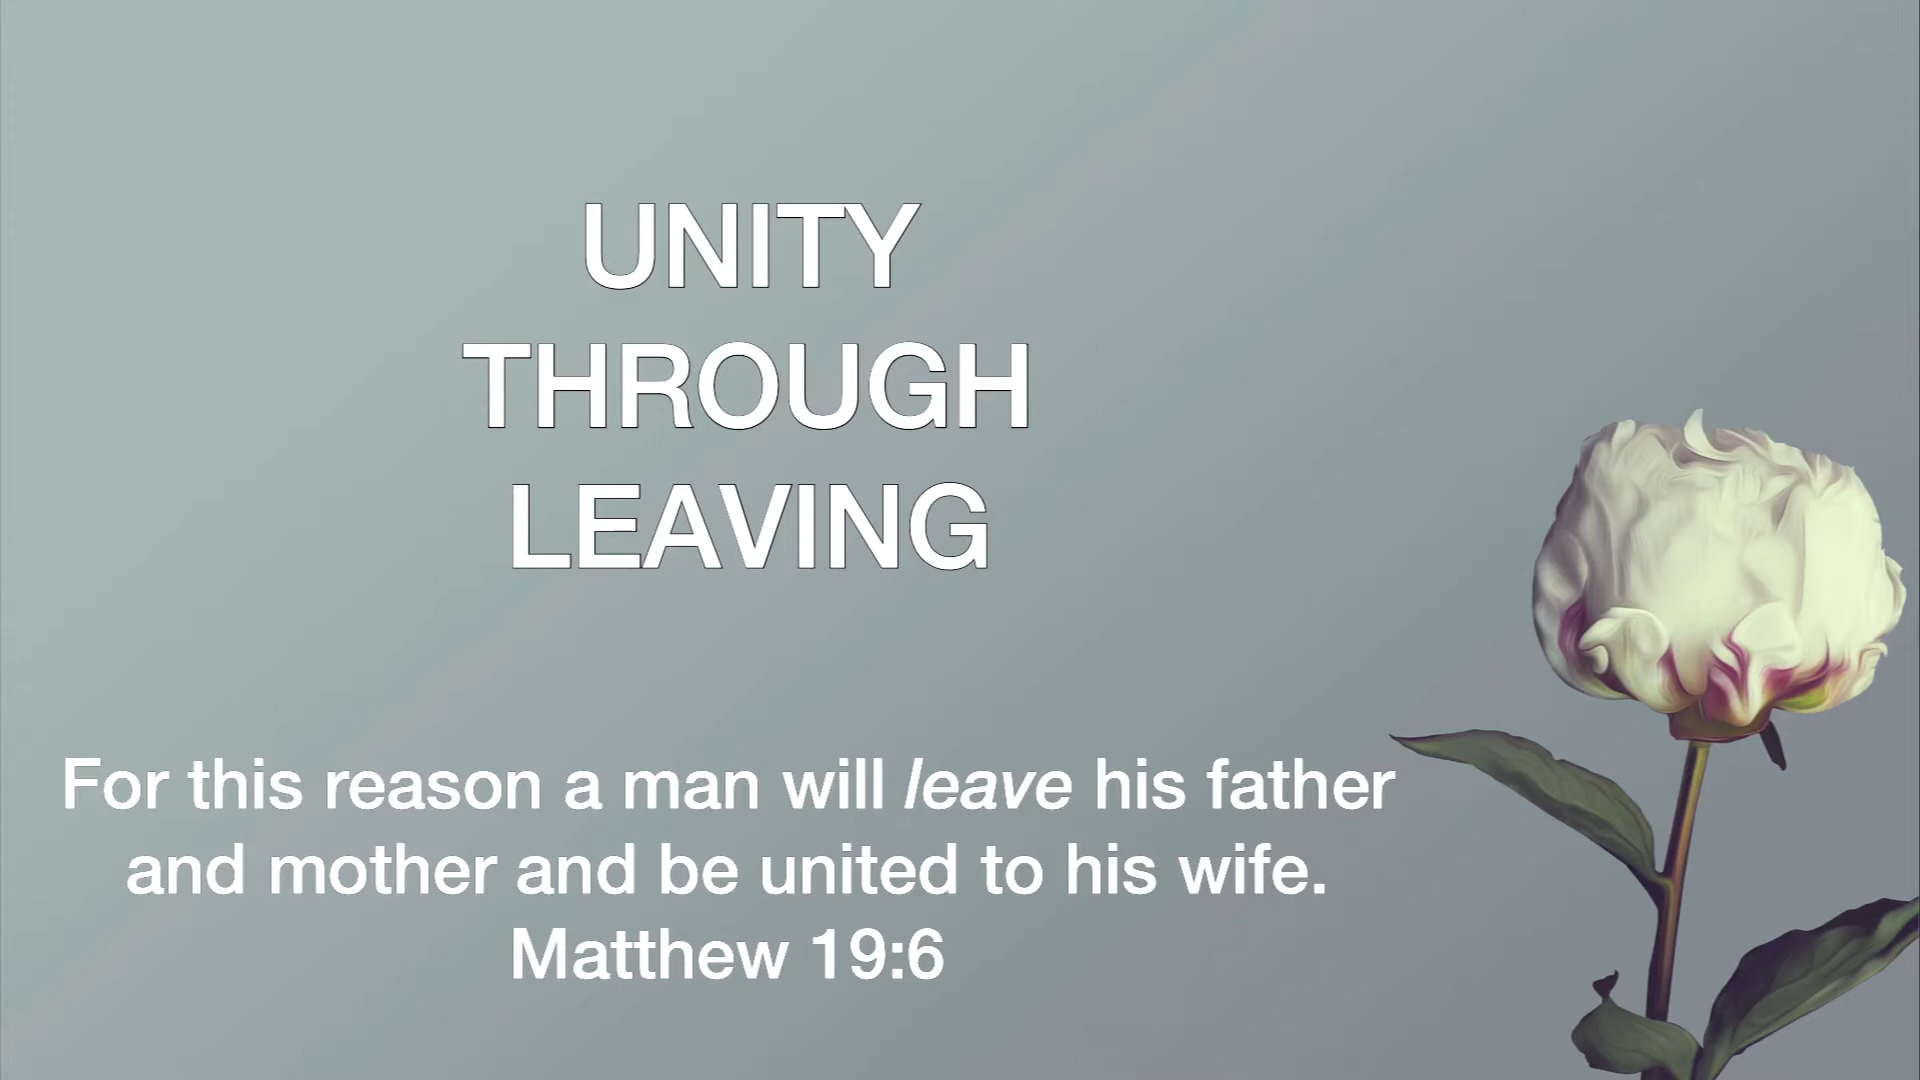 UNITY
THROUGH
LEAVING
For this reason a man will leave his father
and mother and be united to his wife.
Matthew 19:6